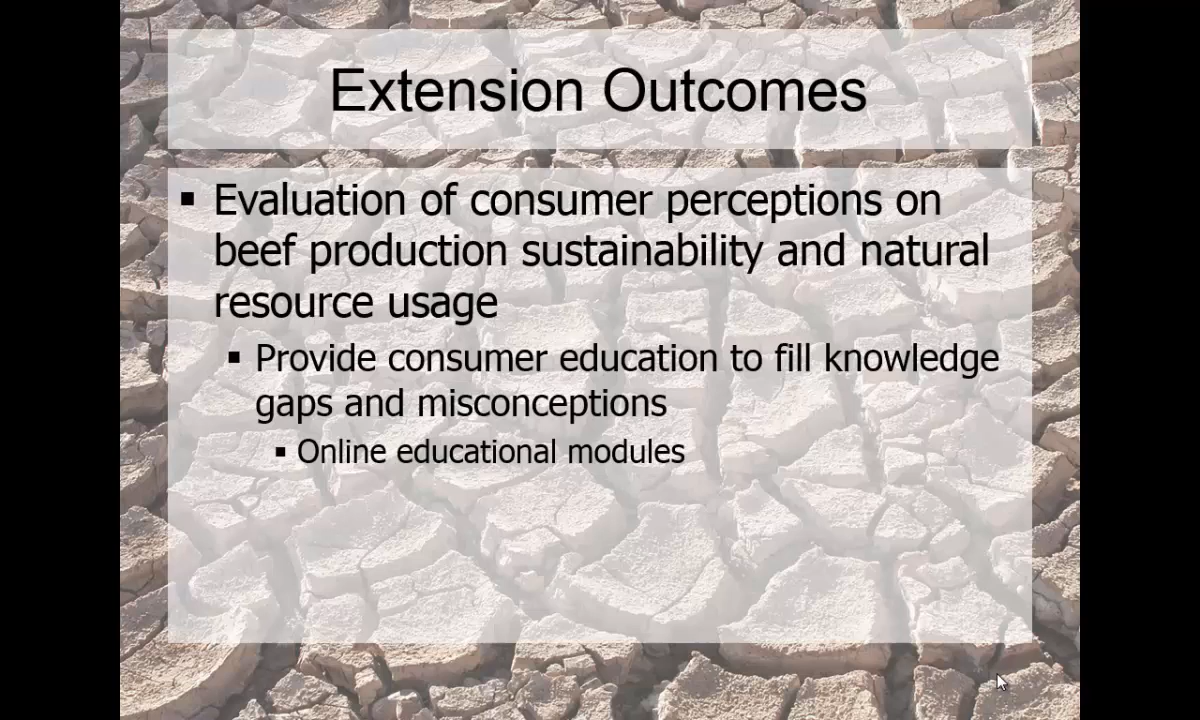 Extension Outcomes
▪ Evaluation of consumer perceptions on
beef production sustainability and natural
resource usage
▪ Provide consumer education to fill knowledge
gaps and misconceptions
▪ Online educational modules